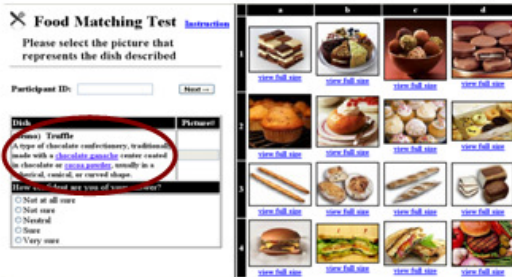 Food Matching Test Instruction
Please select the picture that
represents the dish described
Participant ID: Next
Dish Picture#
Truffle
A type of chocolate confectionery, traditionally
made with a chocolate ganache center coated
in chocolate or cocoa powder, usually in a
spherical, conical, or curved shape.
How confident are you of your answer?
Not at all sure
Not sure
Neutral
Sure
Very sure
a b c d
1
view full size view full size view full size view full size
2
view full size view full size view full size view full size
3
view full size view full size view full size view full size
4
view full size view full size view full size view full size